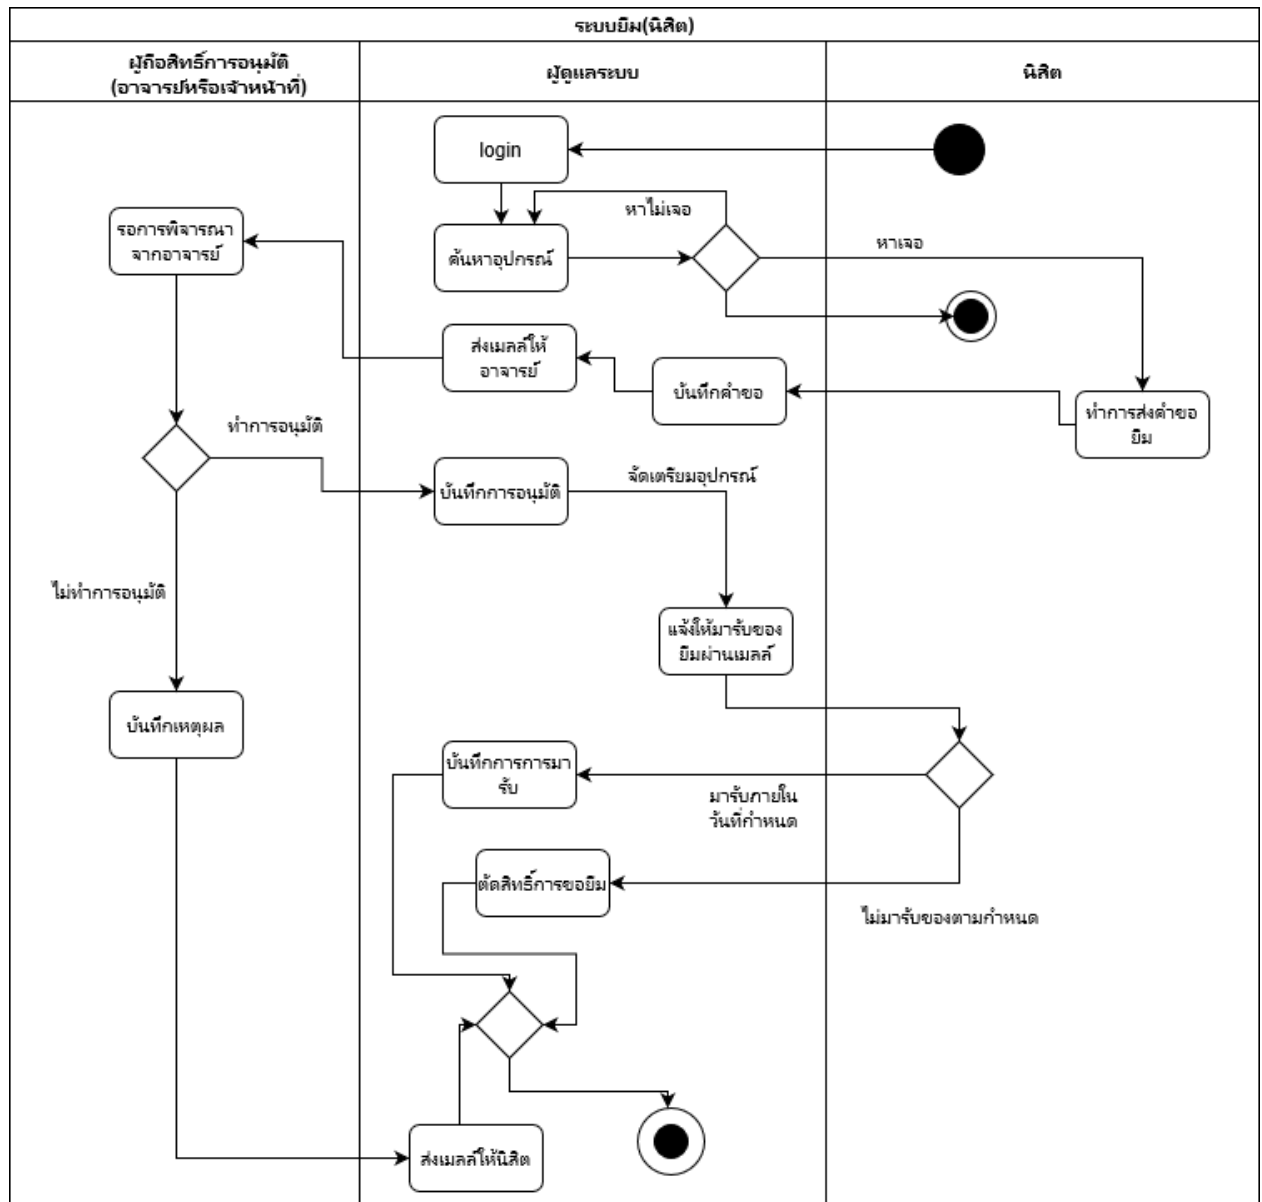 ระบบยืม(นิสิต)
ผู้ถือสิทธิ์การอนุมัติ
(อาจารย์หรือเจ้าหน้าที่)
ผู้ดูแลระบบ
นิสิต
login
หาไม่เจอ
รอการพิจารณา
จากอาจารย์
ค้นหาอุปกรณ์
หาเจอ
ส่งเมลล์ให้
อาจารย์
บันทึกคำขอ
ทำการส่งคำขอ
ยืม
ทำการอนุมัติ
บันทึกการอนุมัติ
จัดเตรียมอุปกรณ์
ไม่ทำการอนุมัติ
แจ้งให้มารับของ
ยืมผ่านเมลล์
บันทึกเหตุผล
บันทึกการการมา
รับ
มารับภายใน
วันที่กำหนด
ตัดสิทธิ์การขอยืม
ไม่มารับของตามกำหนด
ส่งเมลล์ให้นิสิต